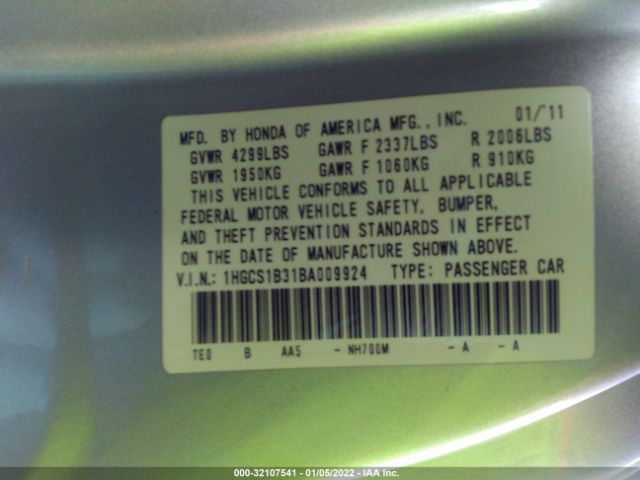 MFD. BY HONDA OF AMERICA MFG., INC. 01/'11
GVWR 4299LBS GAWR F 2337LBS R 2006LBS
GVWR 1950KG GAWR F 1060KG R 910KG
THIS VEHICLE CONFORMS TO ALL APPLICABLE
FEDERAL MOTOR VEHICLE SAFETY, BUMPER,
AND THEFT PREVENTION STANDARDS IN EFFECT
ON THE DATE OF MANUFACTURE SHOWN ABOVE.
V.I.N.: 1HGCS1B31BA009924 TYPE: PASSENGER CAR
TE0 B AA5 - NH700M - A - A
000-32107541 - 01/05/2022 - IAA Inc.